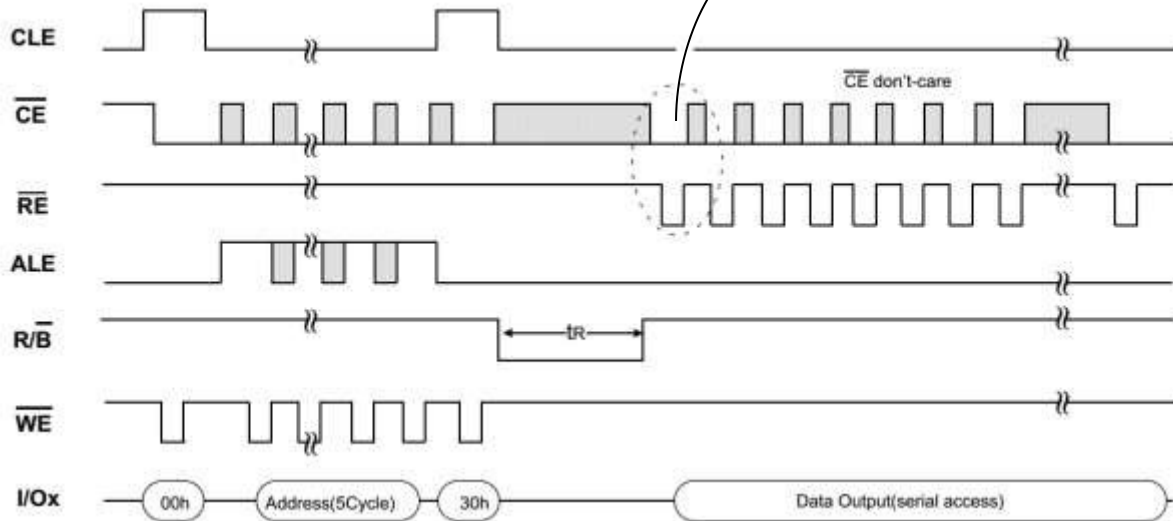 CLE
CE
CE don't-care
RE
ALE
R/B
tR
WE
I/Ox
00h
Address(5Cycle)
30h
Data Output(serial access)